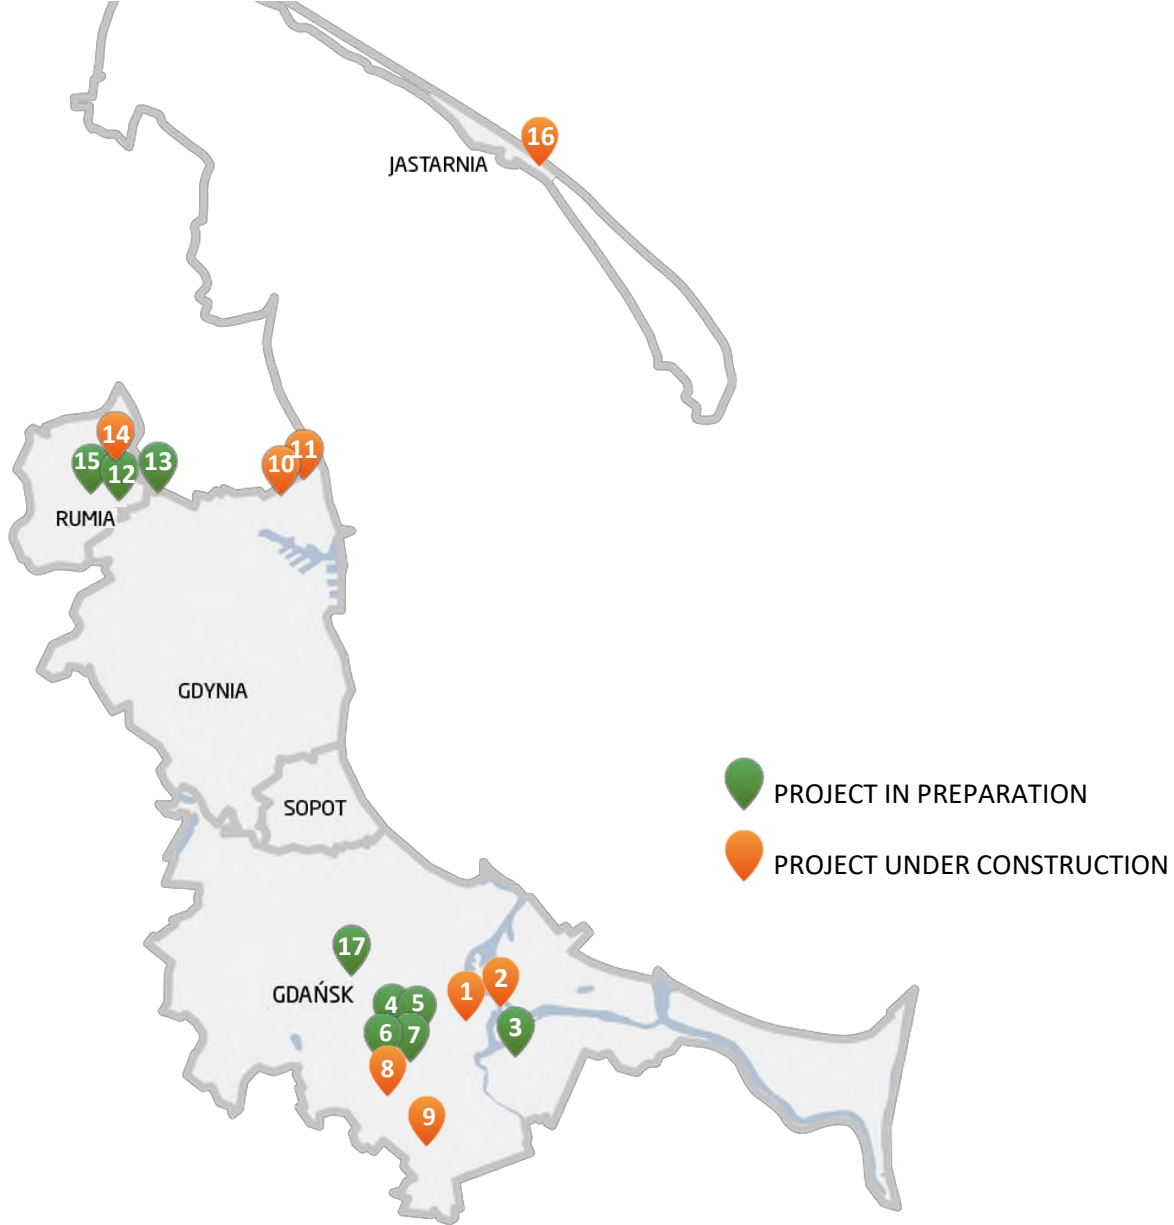 16
JASTARNIA
14
11
15
13
10
12
RUMIA
GDYNIA
PROJECT IN PREPARATION
SOPOT
PROJECT UNDER CONSTRUCTION
17
2
1
GDAŃSK
4
5
3
6
7
8
9